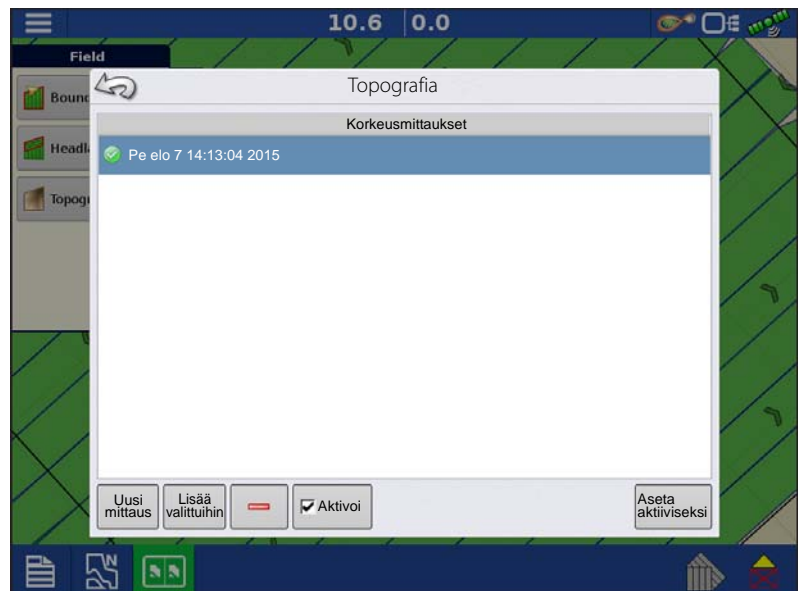 10.6 0.0
Field
Topografia
Bound
Korkeusmittaukset
Headl
Pe elo 7 14:13:04 2015
Topogr
Uusi
mittaus
Lisää
valittuihin
Aktivoi
Aseta
aktiiviseksi
N